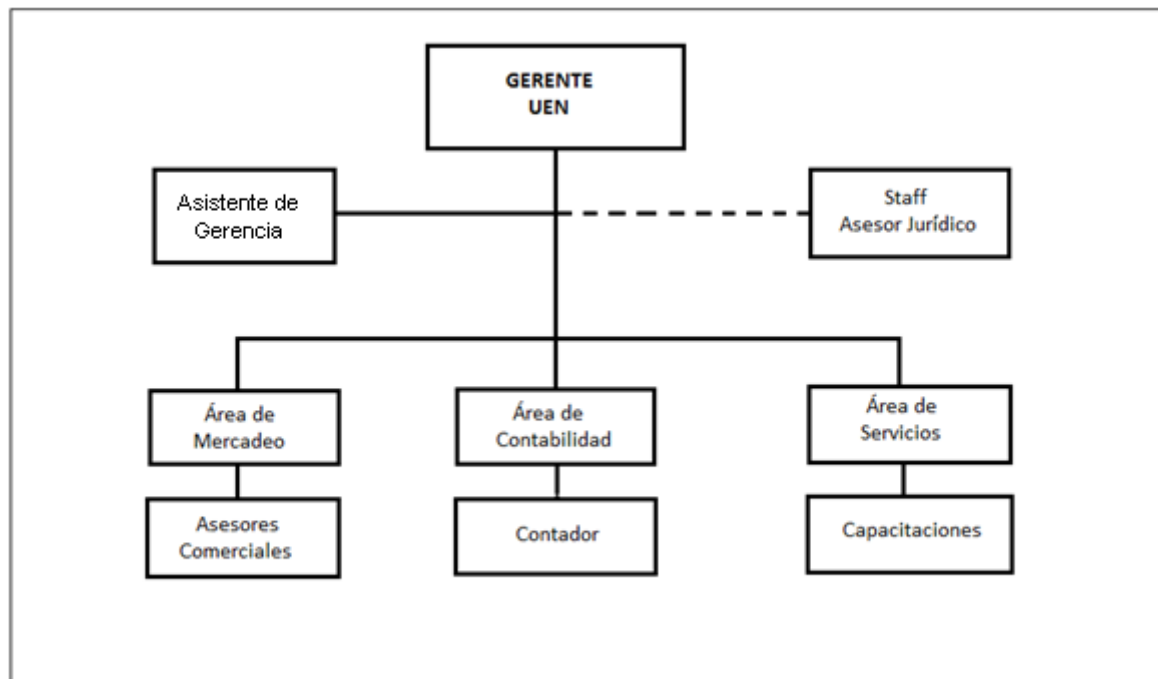 GERENTE
UEN
Asistente de
Gerencia
Staff
Asesor Jurídico
Área de
Mercadeo
Área de
Contabilidad
Área de
Servicios
Asesores
Comerciales
Contador
Capacitaciones